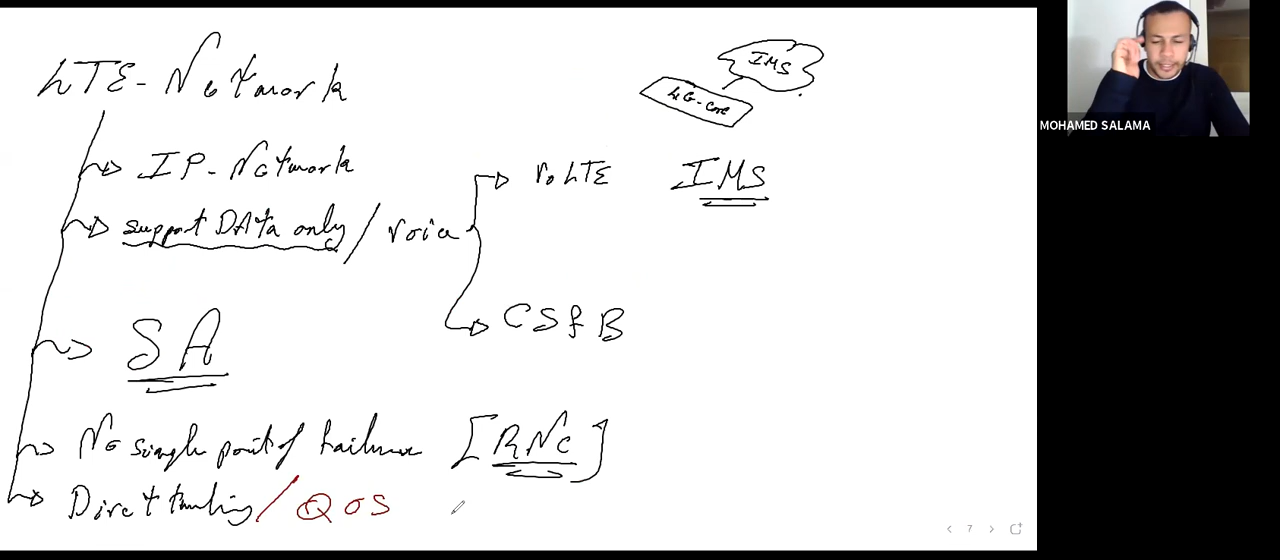 LTE-Network
IMS
4G-core
IP-Network
VoLTE IMS
support DATA only / voice
CSFB
SA
No single point of failure [RNC]
Direct tunling / QOS
MOHAMED SALAMA
7